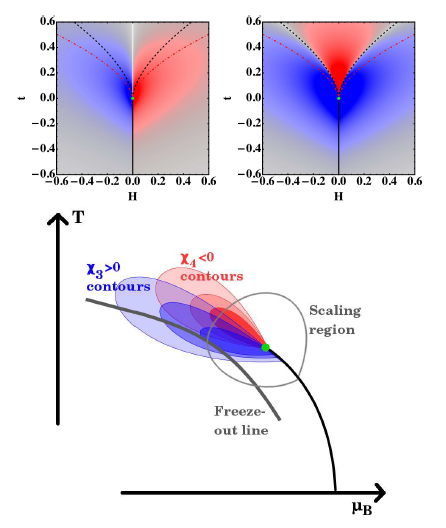 0.6
0.4
0.2
t 0.0
−0.2
−0.4
−0.6
−0.6 −0.4 −0.2 0.0 0.2 0.4 0.6
H
0.6
0.4
0.2
t 0.0
−0.2
−0.4
−0.6
−0.6 −0.4 −0.2 0.0 0.2 0.4 0.6
H
T
χ₄<0
contours
χ₃>0
contours
Scaling
region
Freeze-
out line
μ_B